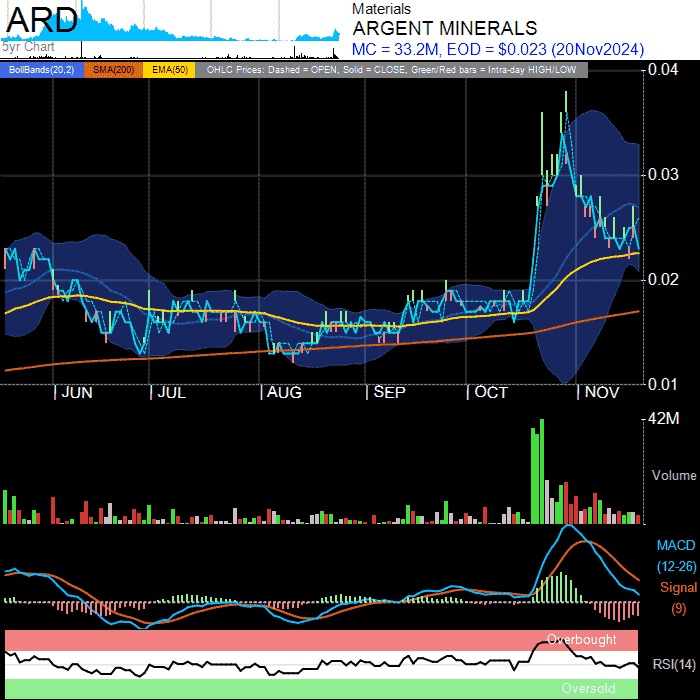 ARD
5yr Chart
Materials
ARGENT MINERALS
MC = 33.2M, EOD = $0.023 (20Nov2024)
BollBands(20,2) SMA(200) EMA(50) OHLC Prices: Dashed = OPEN, Solid = CLOSE, Green/Red bars = Intra-day HIGH/LOW
0.04
0.03
0.02
0.01
JUN JUL AUG SEP OCT NOV
42M
Volume
MACD
(12-26)
Signal
(9)
Overbought
RSI(14)
Oversold